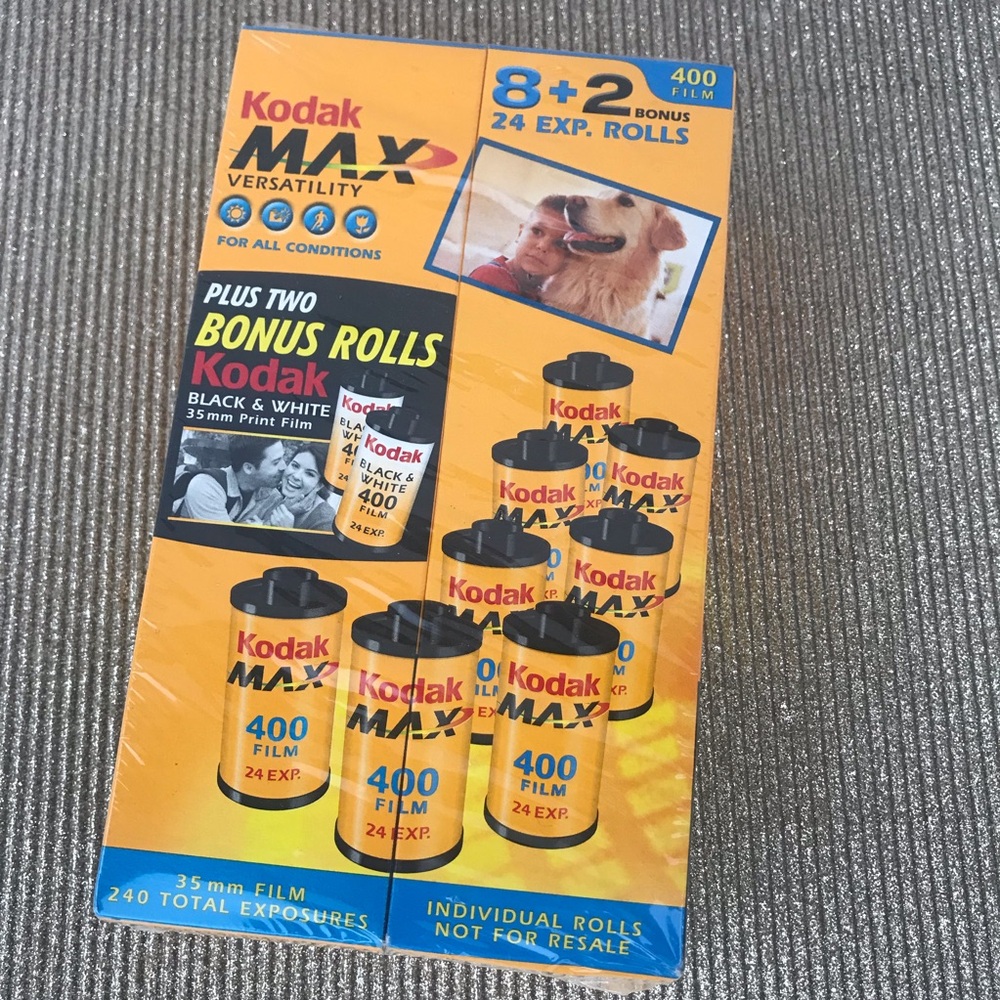 Kodak
MAX
VERSATILITY
FOR ALL CONDITIONS
400
FILM
8+2 BONUS
24 EXP. ROLLS
PLUS TWO
BONUS ROLLS
Kodak
BLACK & WHITE
35mm Print Film
Kodak
24
Kodak
BLACK &
WHITE
400
FILM
24 EXP.
Kodak
MAX
Kodak
MAX
Kodak
MAX
Kodak
MAX
Kodak
MAX
Kodak
MAX
400
FILM
24 EXP.
Kodak
MAX
400
FILM
24 EXP.
Kodak
MAX
400
FILM
24 EXP.
35mm FILM
240 TOTAL EXPOSURES
INDIVIDUAL ROLLS
NOT FOR RESALE